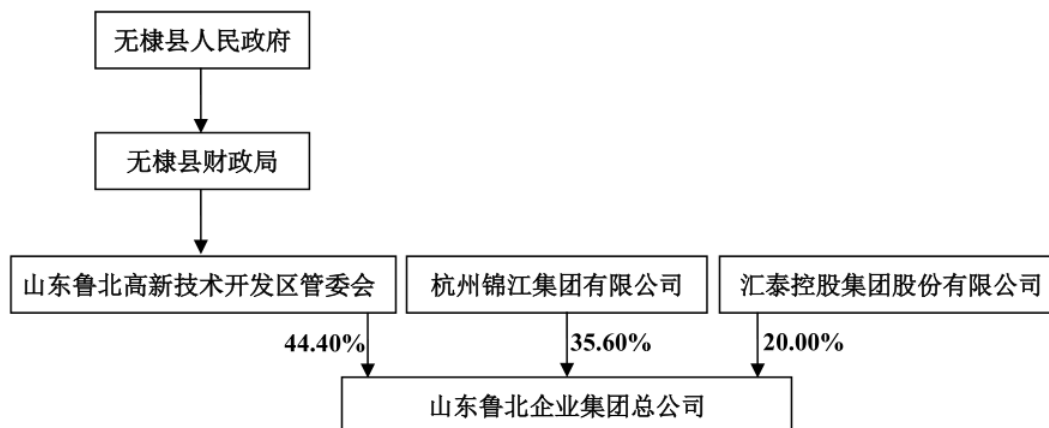 无棣县人民政府
无棣县财政局
山东鲁北高新技术开发区管委会
杭州锦江集团有限公司
汇泰控股集团股份有限公司
44.40%
35.60%
20.00%
山东鲁北企业集团总公司